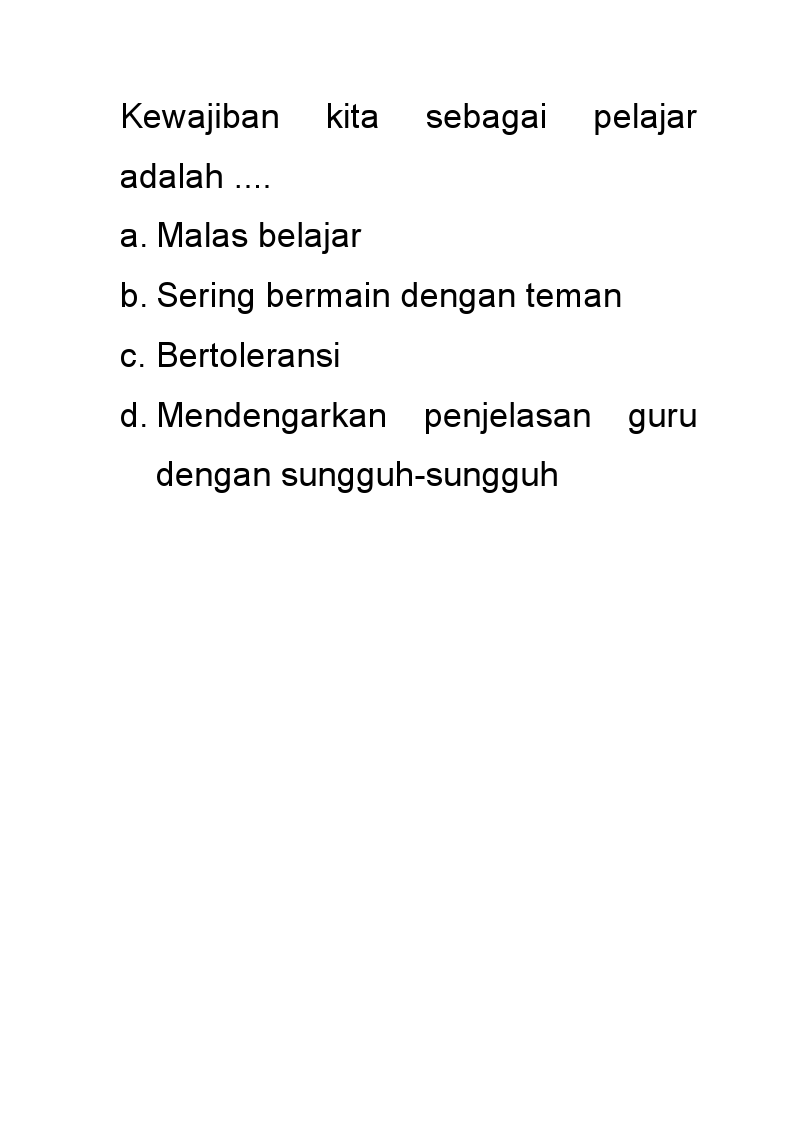 Kewajiban kita sebagai pelajar
adalah ....
a. Malas belajar
b. Sering bermain dengan teman
c. Bertoleransi
d. Mendengarkan penjelasan guru
dengan sungguh-sungguh